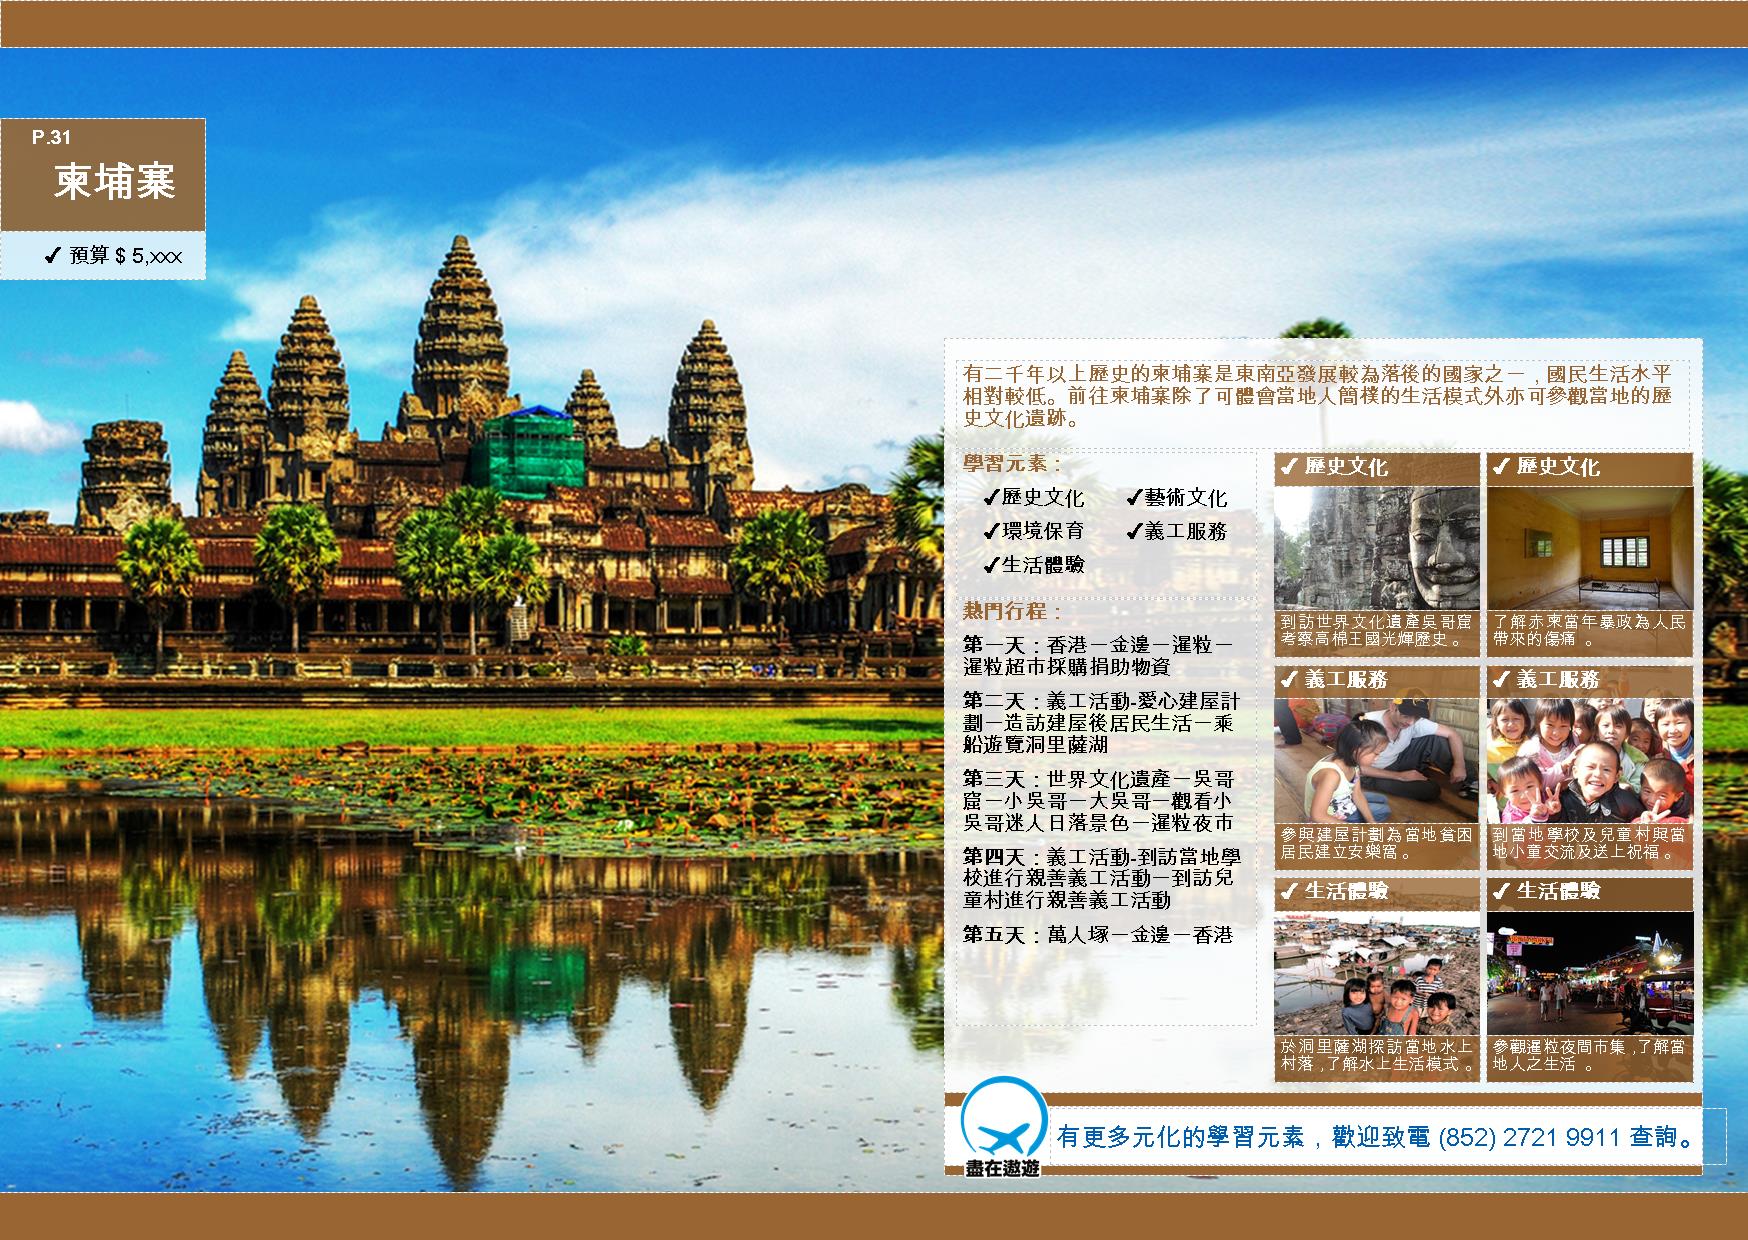 P.31
柬埔寨
✔ 預算 $ 5,xxx
有二千年以上歷史的柬埔寨是東南亞發展較為落後的國家之一，國民生活水平
相對較低。前往柬埔寨除了可體會當地人簡樸的生活模式外亦可參觀當地的歷
史文化遺跡。
學習元素：
✔歷史文化 ✔藝術文化
✔環境保育 ✔義工服務
✔生活體驗
熱門行程：
第一天：香港－金邊－暹粒－
暹粒超市採購捐助物資
第二天：義工活動-愛心建屋計
劃－造訪建屋後居民生活－乘
船遊覽洞里薩湖
第三天：世界文化遺產－吳哥
窟－小吳哥－大吳哥－觀看小
吳哥迷人日落景色－暹粒夜市
第四天：義工活動-到訪當地學
校進行親善義工活動－到訪兒
童村進行親善義工活動
第五天：萬人塚－金邊－香港
✔ 歷史文化
到訪世界文化遺產吳哥窟
考察高棉王國光輝歷史。
✔ 歷史文化
了解赤柬當年暴政為人民
帶來的傷痛 。
✔ 義工服務
參與建屋計劃為當地貧困
居民建立安樂窩。
✔ 義工服務
到當地學校及兒童村與當
地小童交流及送上祝福。
✔ 生活體驗
於洞里薩湖探訪當地水上
村落,了解水上生活模式。
✔ 生活體驗
參觀暹粒夜間市集,了解當
地人之生活 。
盡在遨遊
有更多元化的學習元素，歡迎致電 (852) 2721 9911 查詢。